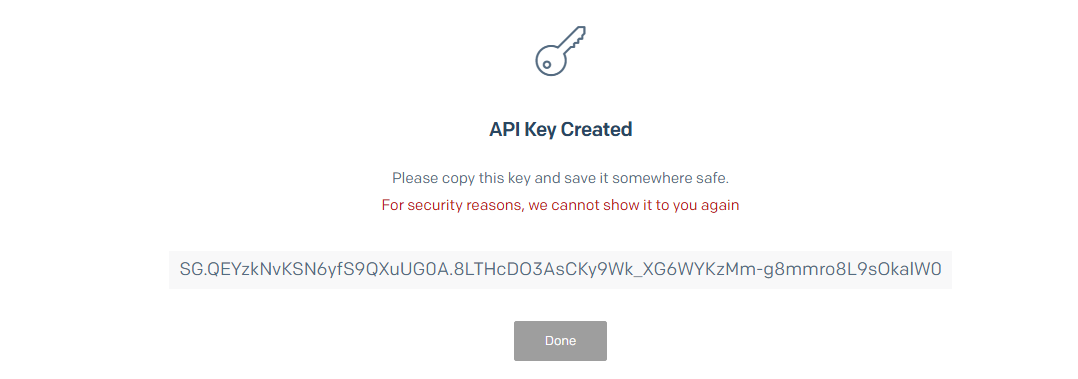 API Key Created
Please copy this key and save it somewhere safe.
For security reasons, we cannot show it to you again
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
Done